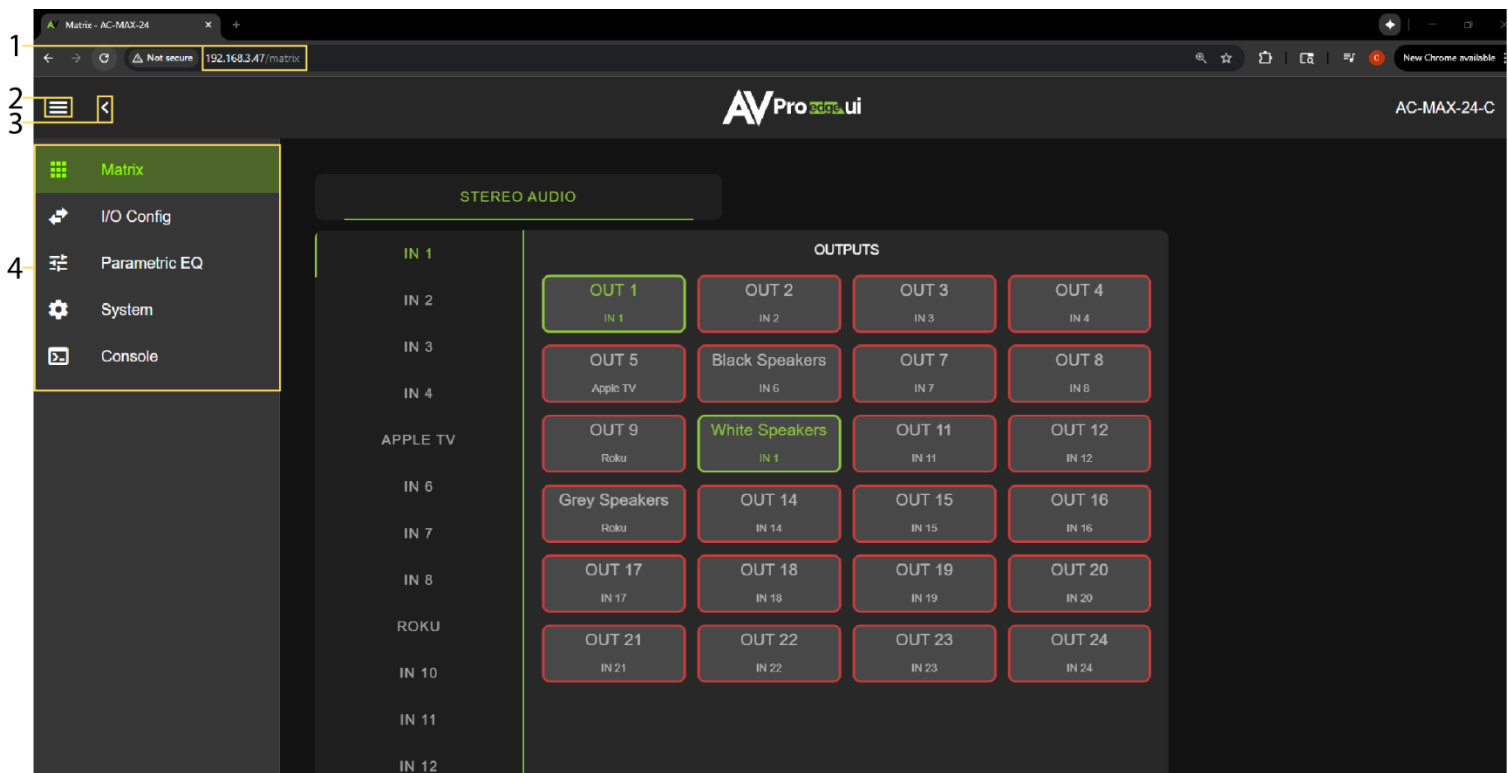 Matrix - AC-MAX-24
1
Not secure 192.168.3.47/matrix
New Chrome available
2
3
AVPro edge.ui
AC-MAX-24-C
4
Matrix
I/O Config
Parametric EQ
System
Console
STEREO AUDIO
IN 1
IN 2
IN 3
IN 4
APPLE TV
IN 6
IN 7
IN 8
ROKU
IN 10
IN 11
IN 12
OUTPUTS
OUT 1 OUT 2 OUT 3 OUT 4
IN 1 IN 2 IN 3 IN 4
OUT 5 Black Speakers OUT 7 OUT 8
Apple TV IN 6 IN 7 IN 8
OUT 9 White Speakers OUT 11 OUT 12
Roku IN 1 IN 11 IN 12
Grey Speakers OUT 14 OUT 15 OUT 16
Roku IN 14 IN 15 IN 16
OUT 17 OUT 18 OUT 19 OUT 20
IN 17 IN 18 IN 19 IN 20
OUT 21 OUT 22 OUT 23 OUT 24
IN 21 IN 22 IN 23 IN 24